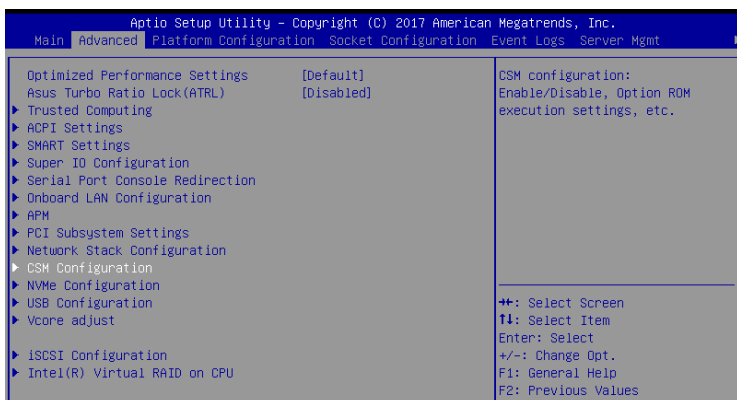 Aptio Setup Utility – Copyright (C) 2017 American Megatrends, Inc.
Main Advanced Platform Configuration Socket Configuration Event Logs Server Mgmt
Optimized Performance Settings [Default]
Asus Turbo Ratio Lock(ATRL) [Disabled]
Trusted Computing
ACPI Settings
SMART Settings
Super IO Configuration
Serial Port Console Redirection
Onboard LAN Configuration
APM
PCI Subsystem Settings
Network Stack Configuration
CSM Configuration
NVMe Configuration
USB Configuration
Vcore adjust
iSCSI Configuration
Intel(R) Virtual RAID on CPU
CSM configuration:
Enable/Disable, Option ROM
execution settings, etc.
→←: Select Screen
↑↓: Select Item
Enter: Select
+/-: Change Opt.
F1: General Help
F2: Previous Values